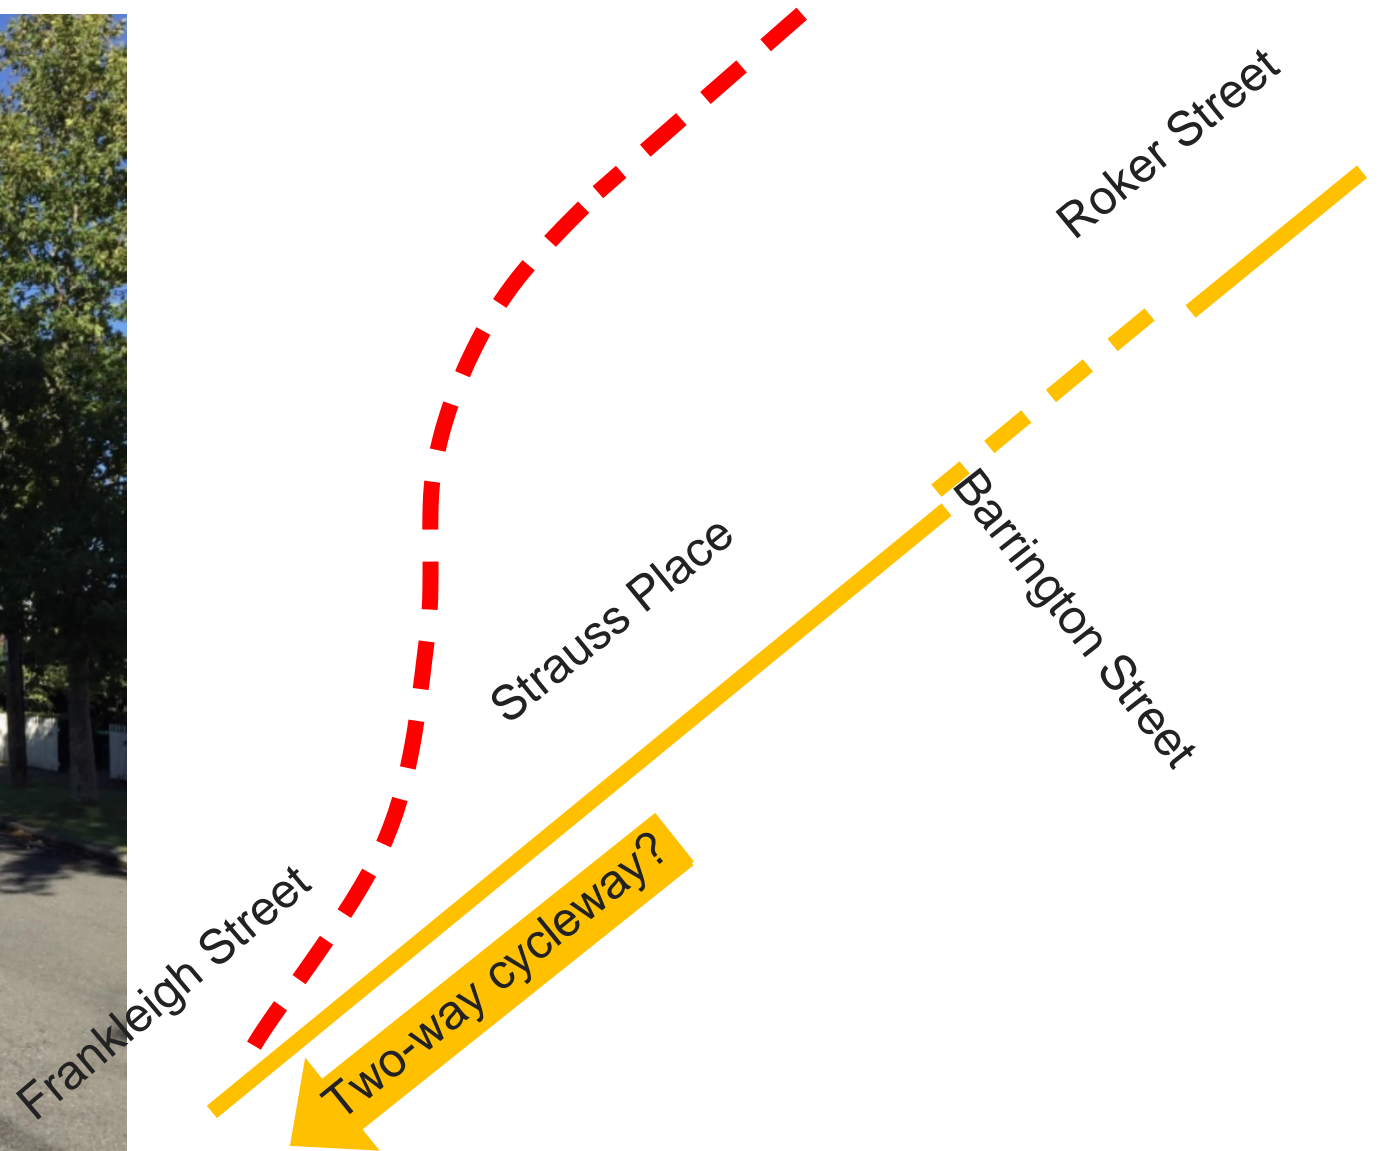 Roker Street
Barrington Street
Strauss Place
Two-way cycleway?
Frankleigh Street